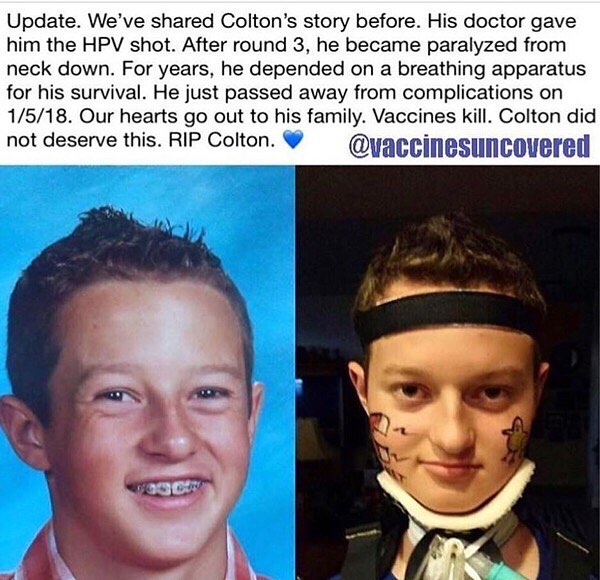 Update. We’ve shared Colton’s story before. His doctor gave
him the HPV shot. After round 3, he became paralyzed from
neck down. For years, he depended on a breathing apparatus
for his survival. He just passed away from complications on
1/5/18. Our hearts go out to his family. Vaccines kill. Colton did
not deserve this. RIP Colton. 💙 @vaccinesuncovered